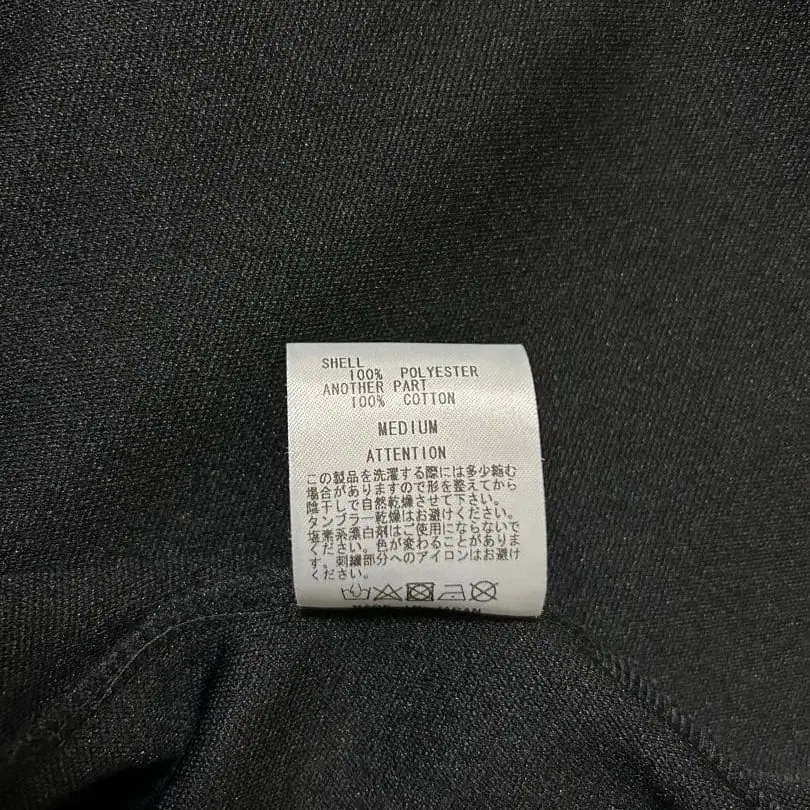 SHELL
100% POLYESTER
ANOTHER PART
100% COTTON
MEDIUM
ATTENTION
この製品を洗濯する際には多少縮む
場合がありますので形を整えてから
陰干しで自然乾燥させて下さい。
タンブラー乾燥はお避けください。
塩素系漂白剤はご使用にならないで
ください。色が変わることがありま
す。刺繍部分へのアイロンはお避け
ください。
MADE IN JAPAN